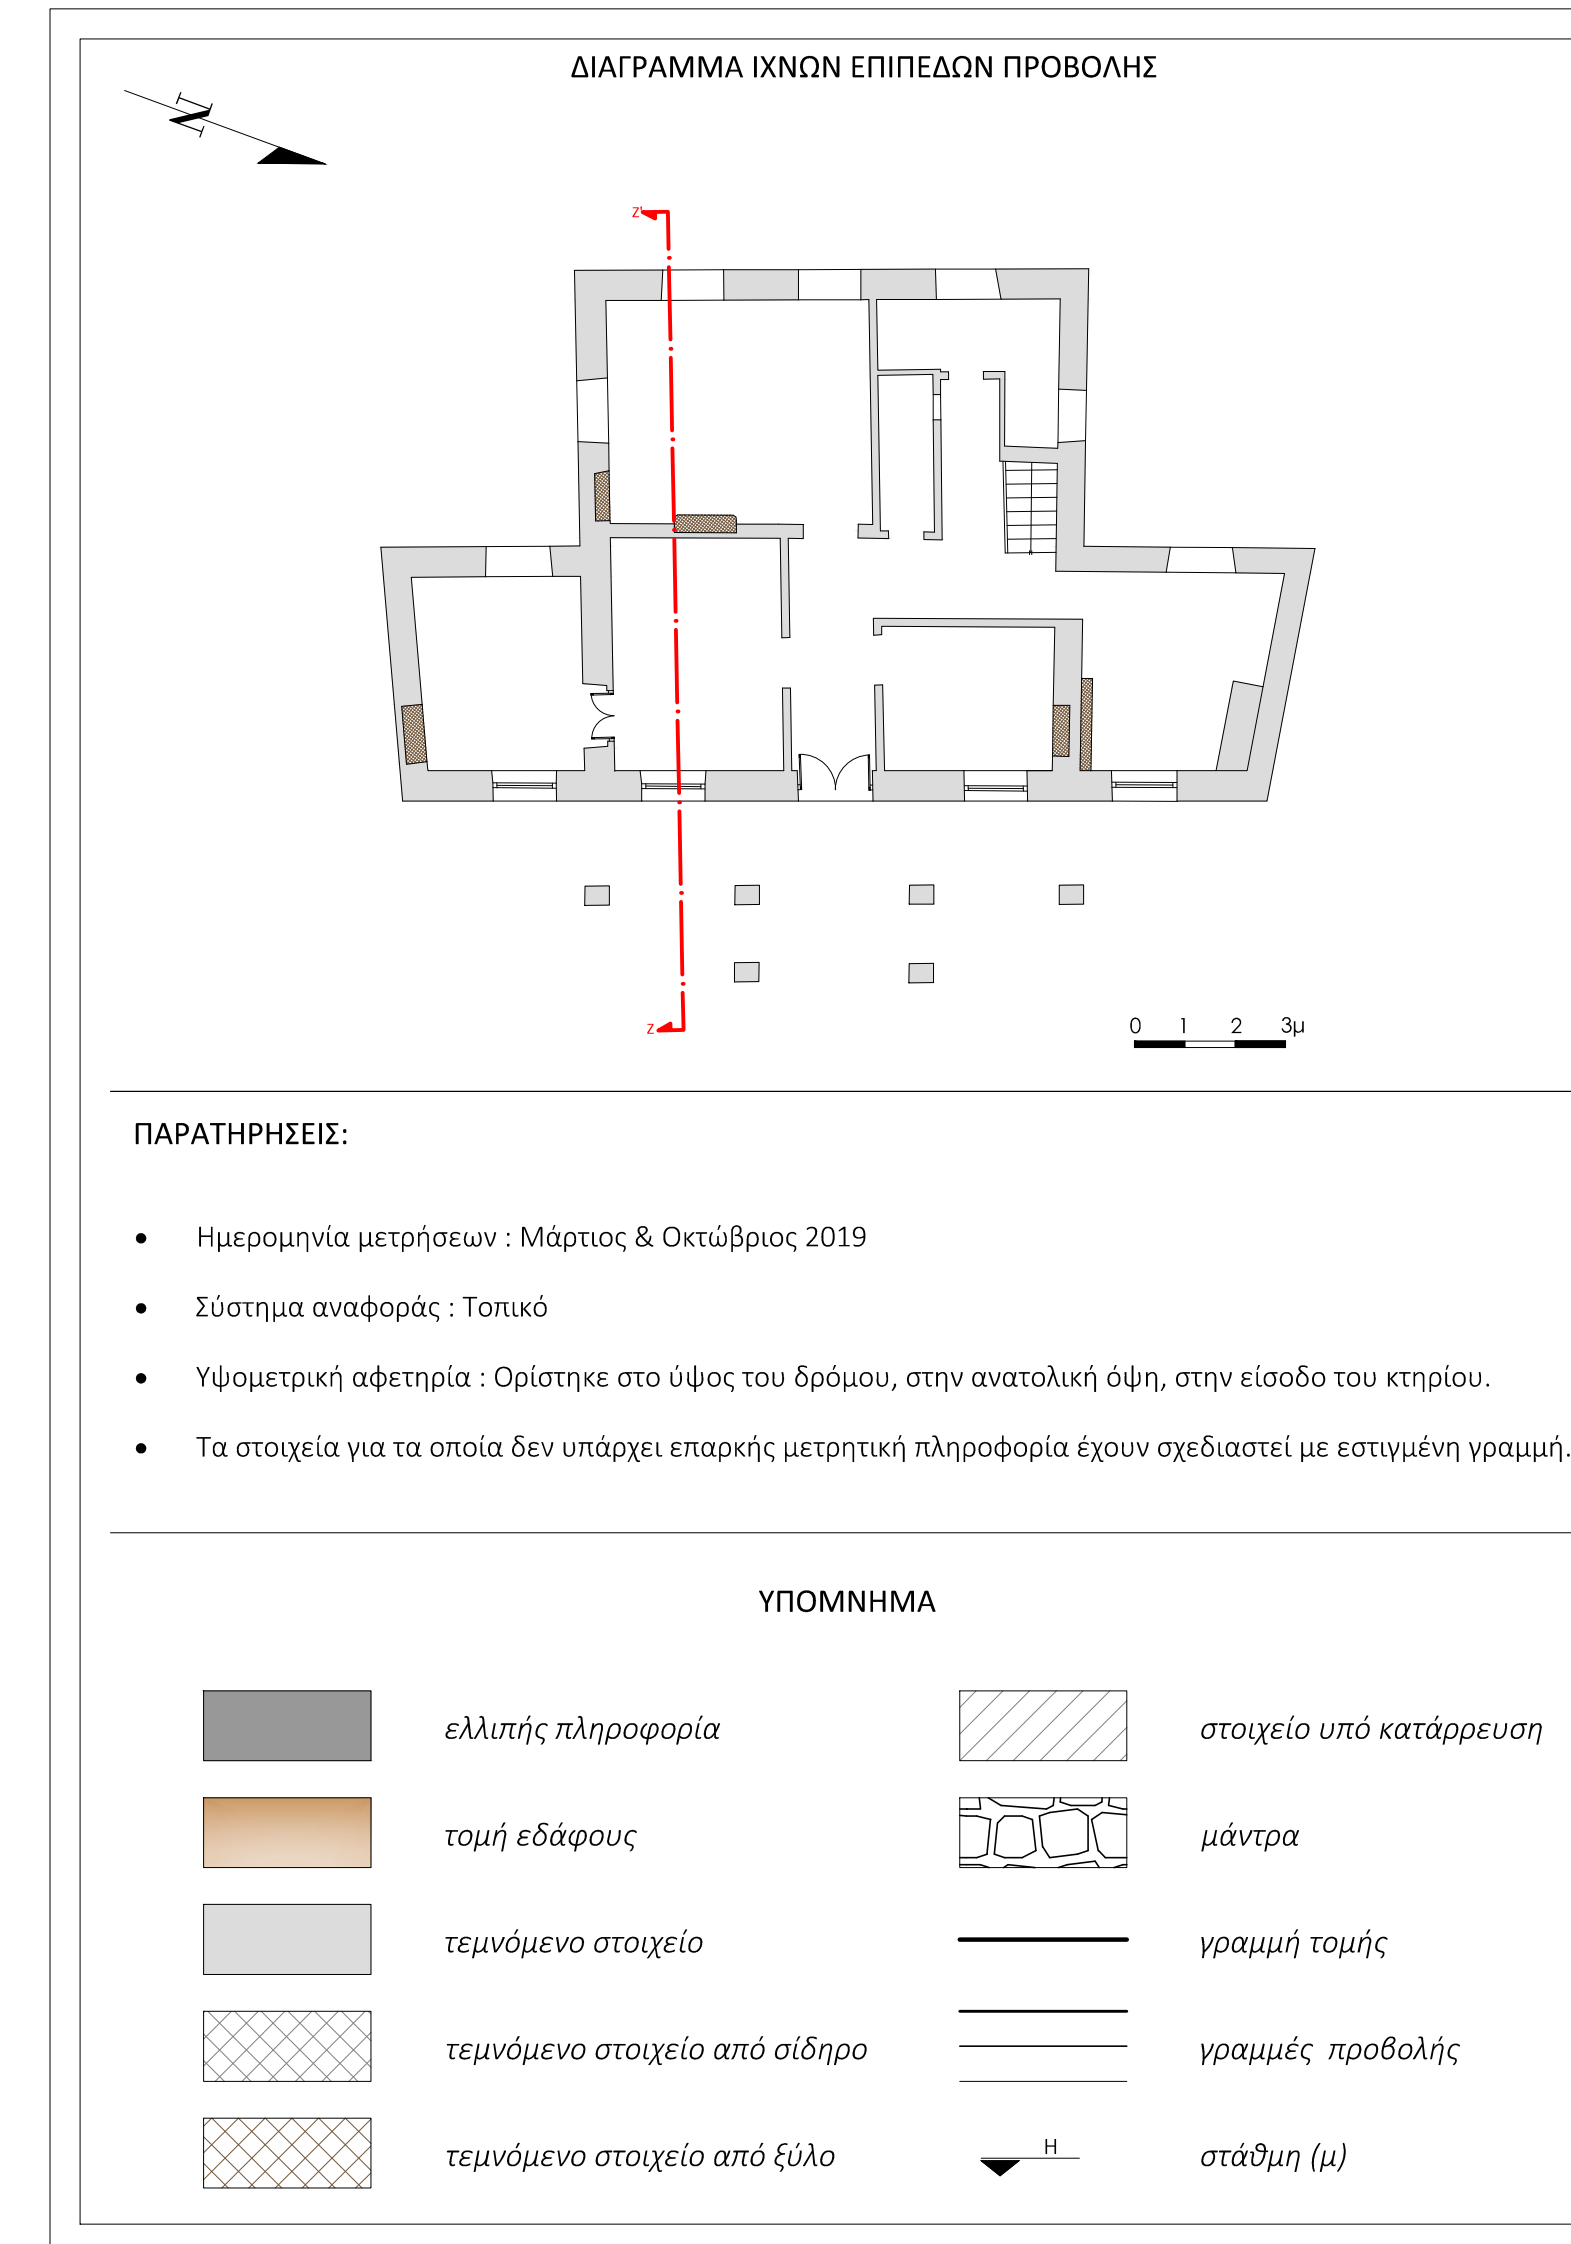 ΔΙΑΓΡΑΜΜΑ ΙΧΝΩΝ ΕΠΙΠΕΔΩΝ ΠΡΟΒΟΛΗΣ
N
Z'
Z
0 1 2 3μ
ΠΑΡΑΤΗΡΗΣΕΙΣ:
• Ημερομηνία μετρήσεων : Μάρτιος & Οκτώβριος 2019
• Σύστημα αναφοράς : Τοπικό
• Υψομετρική αφετηρία : Ορίστηκε στο ύψος του δρόμου, στην ανατολική όψη, στην είσοδο του κτηρίου.
• Τα στοιχεία για τα οποία δεν υπάρχει επαρκής μετρητική πληροφορία έχουν σχεδιαστεί με εστιγμένη γραμμή.
ΥΠΟΜΝΗΜΑ
ελλιπής πληροφορία
στοιχείο υπό κατάρρευση
τομή εδάφους
μάντρα
τεμνόμενο στοιχείο
γραμμή τομής
τεμνόμενο στοιχείο από σίδηρο
γραμμές προβολής
τεμνόμενο στοιχείο από ξύλο
H
στάθμη (μ)